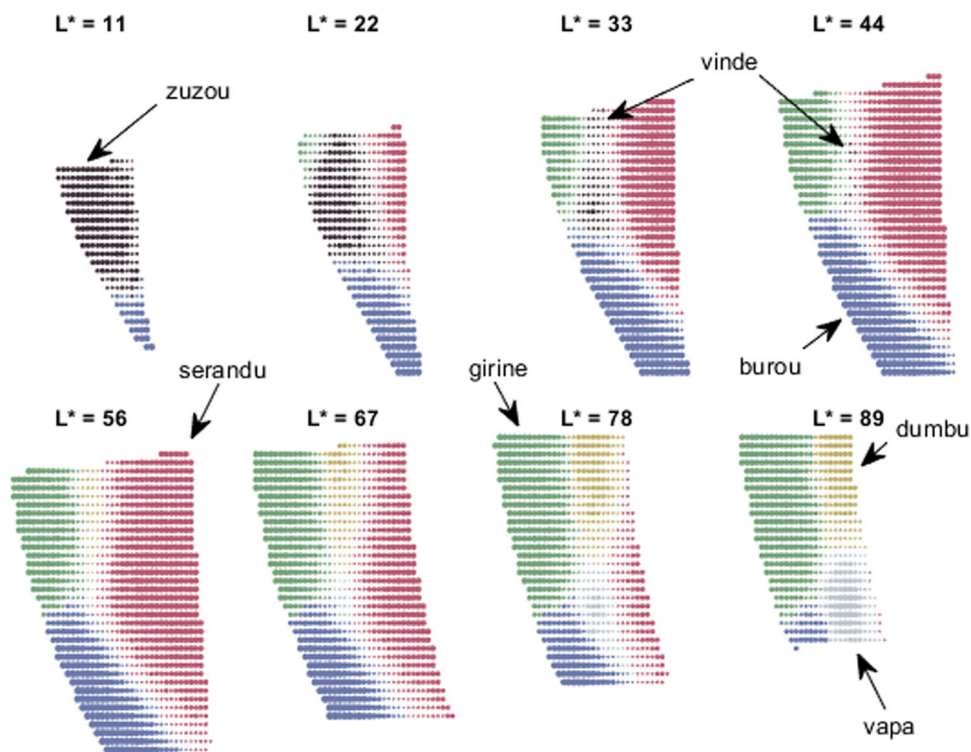 L* = 11
L* = 22
L* = 33
L* = 44
zuzou
vinde
burou
serandu
girine
L* = 56
L* = 67
L* = 78
L* = 89
dumbu
vapa